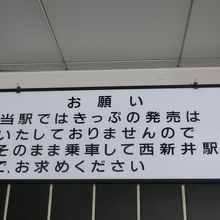 お願い
当駅ではきっぷの発売は
いたしておりませんので
そのまま乗車して西新井駅
で、お求めください